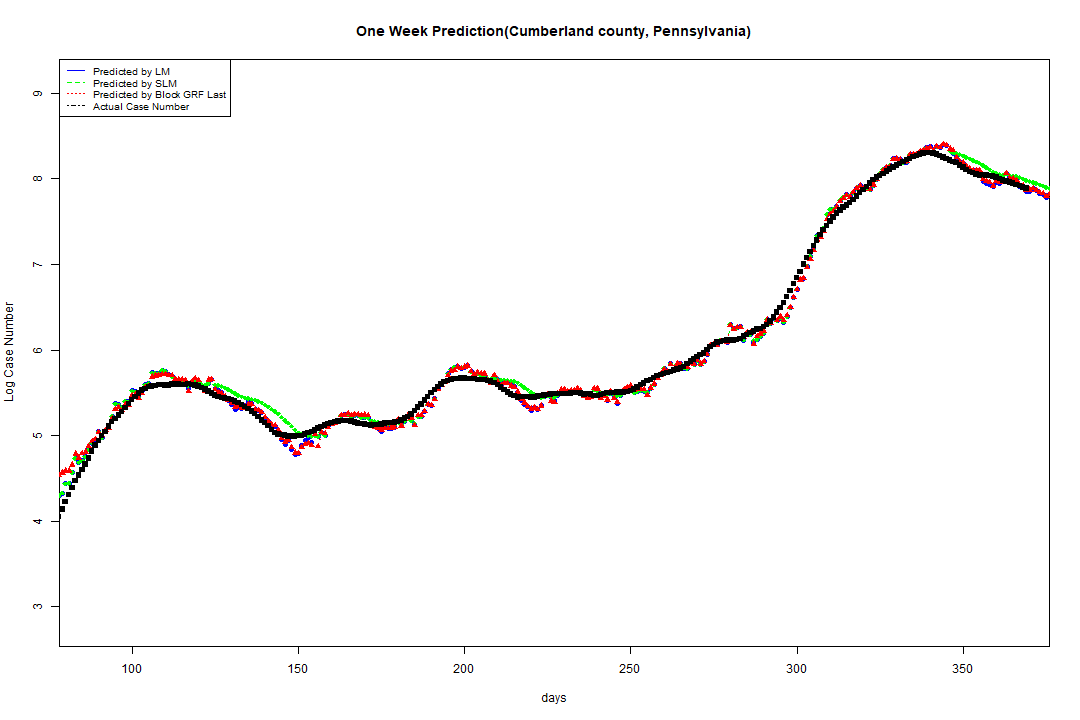 One Week Prediction(Cumberland county, Pennsylvania)
Predicted by LM
Predicted by SLM
Predicted by Block GRF Last
Actual Case Number
Log Case Number
9
8
7
6
5
4
3
100 150 200 250 300 350
days